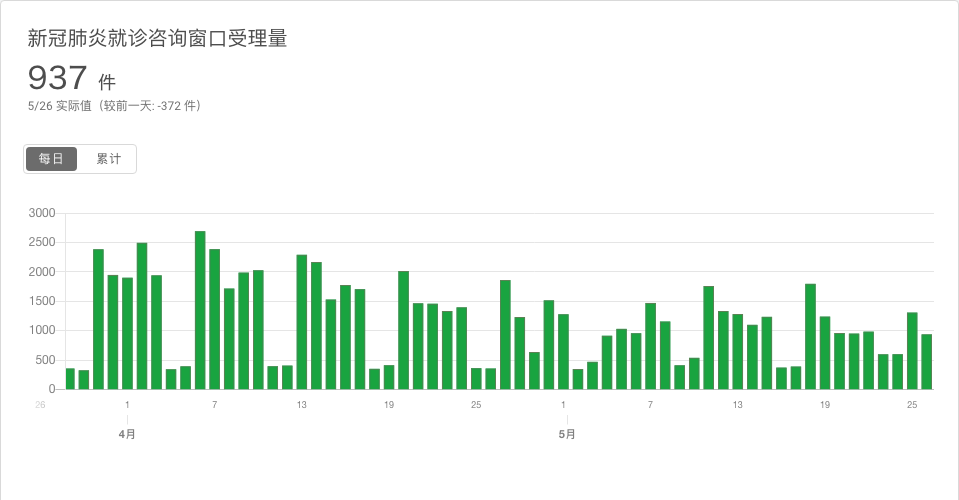 新冠肺炎就诊咨询窗口受理量
937 件
5/26 实际值（较前一天: -372 件）
每日 累计
3000
2500
2000
1500
1000
500
0
26 1 7 13 19 25 1 7 13 19 25
4月 5月